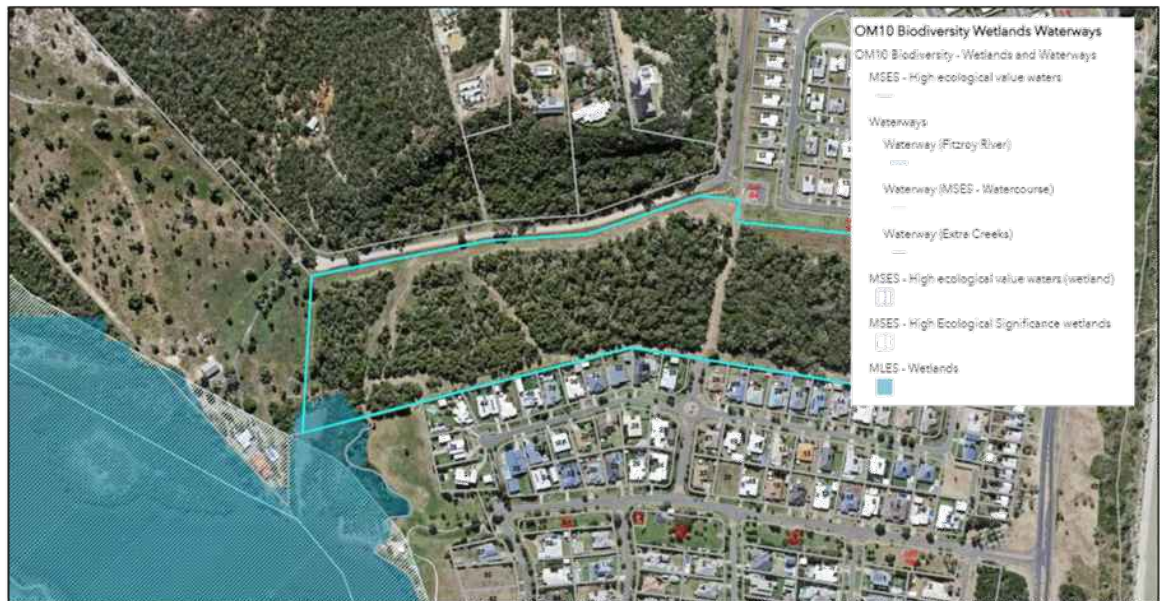 OM10 Biodiversity Wetlands Waterways
OM10 Biodiversity - Wetlands and Waterways
MSES - High ecological value waters
Waterways
Waterway (Fitzroy River)
Waterway (MSES - Watercourse)
Waterway (Extra Creeks)
MSES - High ecological value waters (wetland)
MSES - High Ecological Significance wetlands
MLES - Wetlands